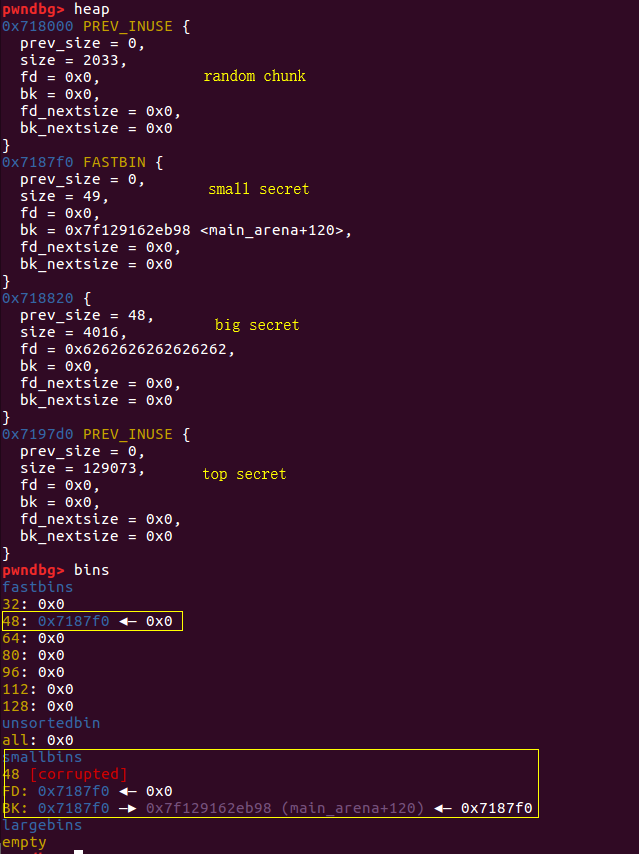 pwndbg> heap
0x718000 PREV_INUSE {
  prev_size = 0,
  size = 2033,
  fd = 0x0,    random chunk
  bk = 0x0,
  fd_nextsize = 0x0,
  bk_nextsize = 0x0
}
0x7187f0 FASTBIN {
  prev_size = 0,    small secret
  size = 49,
  fd = 0x0,
  bk = 0x7f129162eb98 <main_arena+120>,
  fd_nextsize = 0x0,
  bk_nextsize = 0x0
}
0x718820 {
  prev_size = 48,    big secret
  size = 4016,
  fd = 0x6262626262626262,
  bk = 0x0,
  fd_nextsize = 0x0,
  bk_nextsize = 0x0
}
0x7197d0 PREV_INUSE {
  prev_size = 0,
  size = 129073,    top secret
  fd = 0x0,
  bk = 0x0,
  fd_nextsize = 0x0,
  bk_nextsize = 0x0
}
pwndbg> bins
fastbins
32: 0x0
48: 0x7187f0 ◂— 0x0
64: 0x0
80: 0x0
96: 0x0
112: 0x0
128: 0x0
unsortedbin
all: 0x0
smallbins
48 [corrupted]
FD: 0x7187f0 ◂— 0x0
BK: 0x7187f0 —▸ 0x7f129162eb98 (main_arena+120) ◂— 0x7187f0
largebins
empty